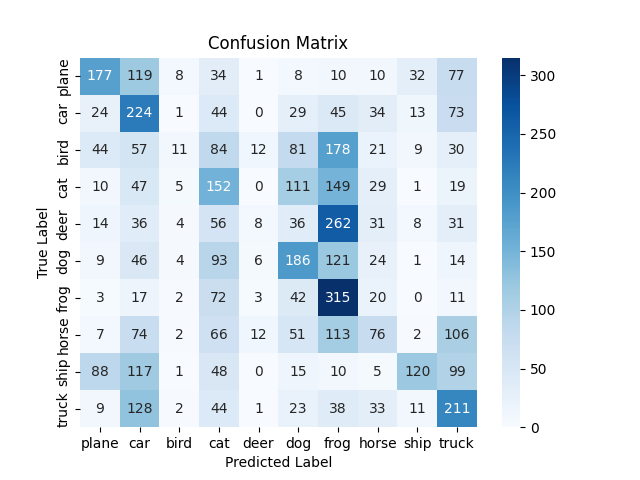 Confusion Matrix
True Label
plane 177 119 8 34 1 8 10 10 32 77
car 24 224 1 44 0 29 45 34 13 73
bird 44 57 11 84 12 81 178 21 9 30
cat 10 47 5 152 0 111 149 29 1 19
deer 14 36 4 56 8 36 262 31 8 31
dog 9 46 4 93 6 186 121 24 1 14
frog 3 17 2 72 3 42 315 20 0 11
horse 7 74 2 66 12 51 113 76 2 106
ship 88 117 1 48 0 15 10 5 120 99
truck 9 128 2 44 1 23 38 33 11 211
plane car bird cat deer dog frog horse ship truck
Predicted Label
300
250
200
150
100
50
0